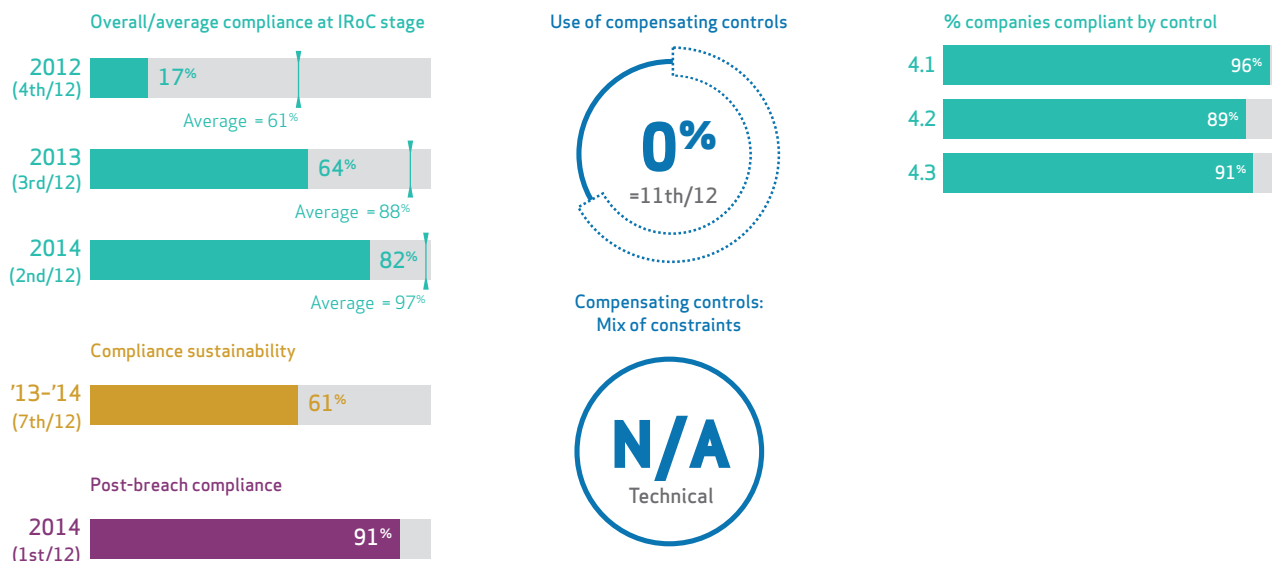 Overall/average compliance at IRoC stage
2012
(4th/12)
17%
Average = 61%
2013
(3rd/12)
64%
Average = 88%
2014
(2nd/12)
82%
Average = 97%
Compliance sustainability
'13–'14
(7th/12)
61%
Post-breach compliance
2014
(1st/12)
91%
Use of compensating controls
0%
=11th/12
Compensating controls:
Mix of constraints
N/A
Technical
% companies compliant by control
4.1
96%
4.2
89%
4.3
91%